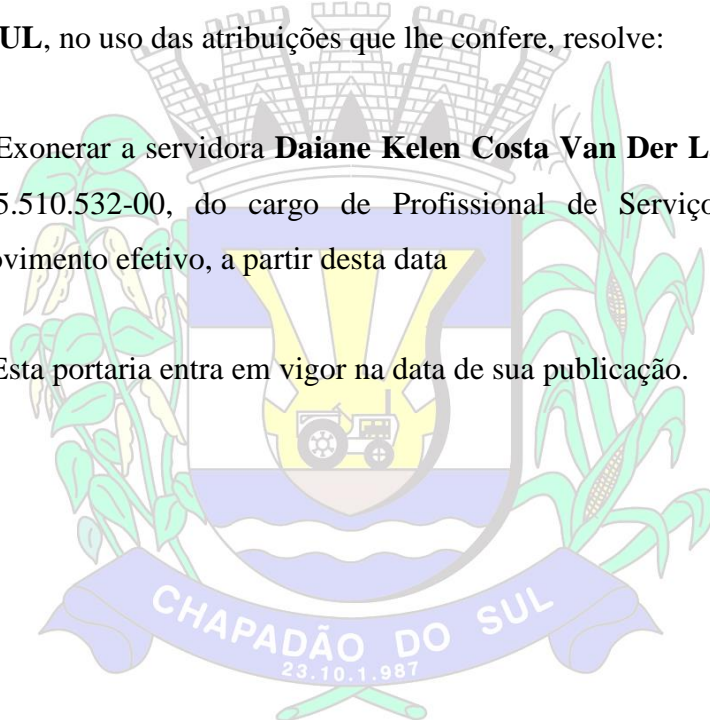 UL, no uso das atribuições que lhe confere, resolve:
Exonerar a servidora Daiane Kelen Costa Van Der L
5.510.532-00, do cargo de Profissional de Serviço
ovimento efetivo, a partir desta data
Esta portaria entra em vigor na data de sua publicação.
CHAPADÃO DO SUL
23.10.1.987